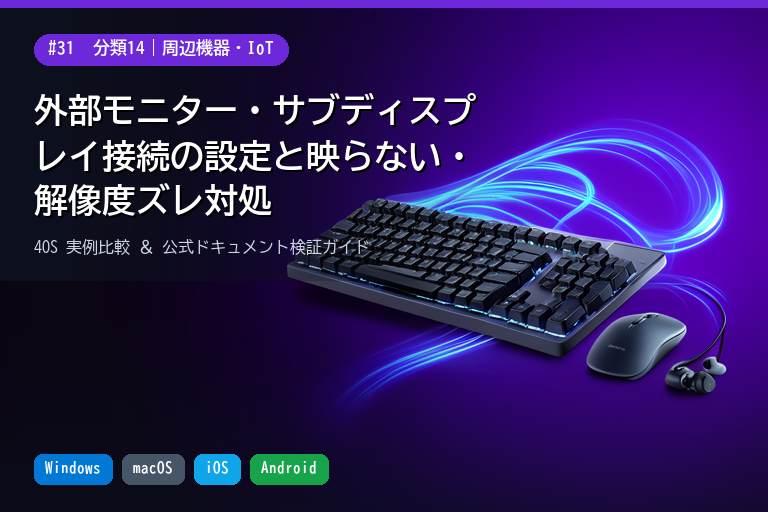 #31 分類14｜周辺機器・IoT
外部モニター・サブディスプ
レイ接続の設定と映らない・
解像度ズレ対処
4OS 実例比較 ＆ 公式ドキュメント検証ガイド
Windows macOS iOS Android